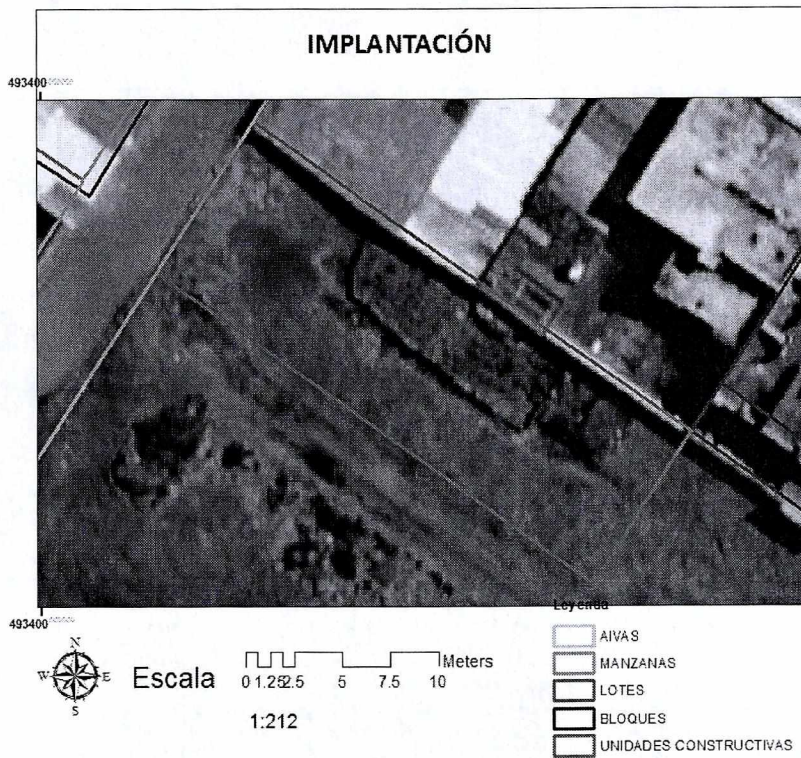 IMPLANTACIÓN
493400
493400
Leyenda
N
W E
S
Escala
Meters
0 1.25 2.5 5 7.5 10
1:212
AIVAS
MANZANAS
LOTES
BLOQUES
UNIDADES CONSTRUCTIVAS